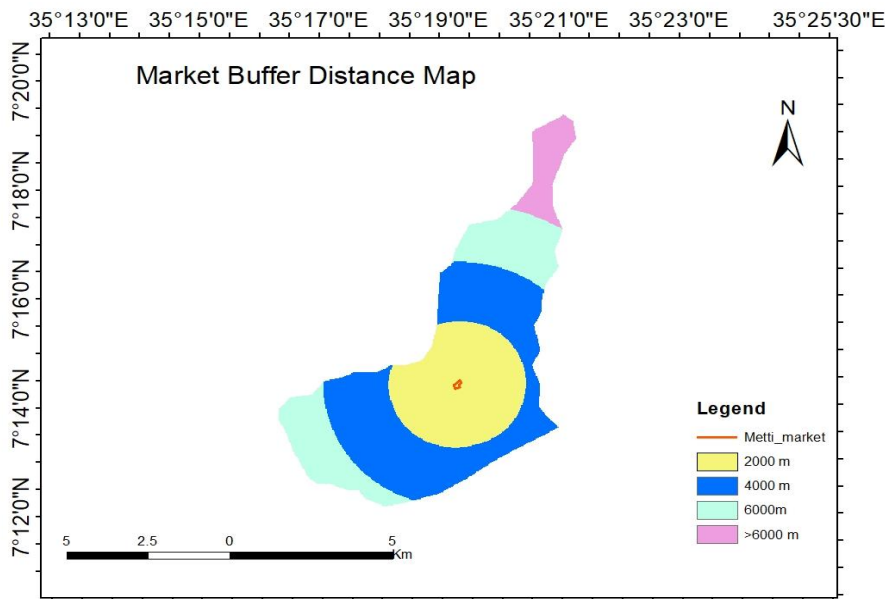 35°13'0"E 35°15'0"E 35°17'0"E 35°19'0"E 35°21'0"E 35°23'0"E 35°25'30"E
Market Buffer Distance Map
N
7°20'0"N
7°18'0"N
7°16'0"N
7°14'0"N
7°12'0"N
Legend
Metti_market
2000 m
4000 m
6000m
>6000 m
5 2.5 0 5
Km